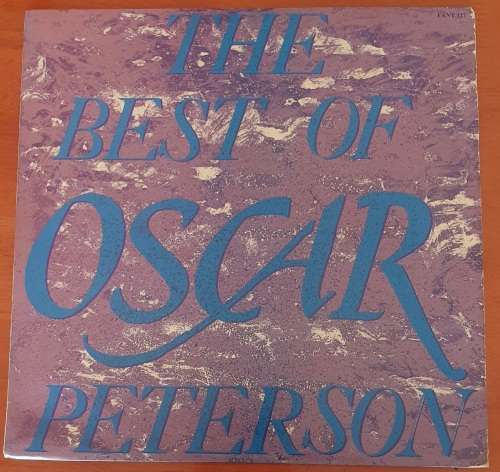 THE
BEST OF
OSCAR
PETERSON